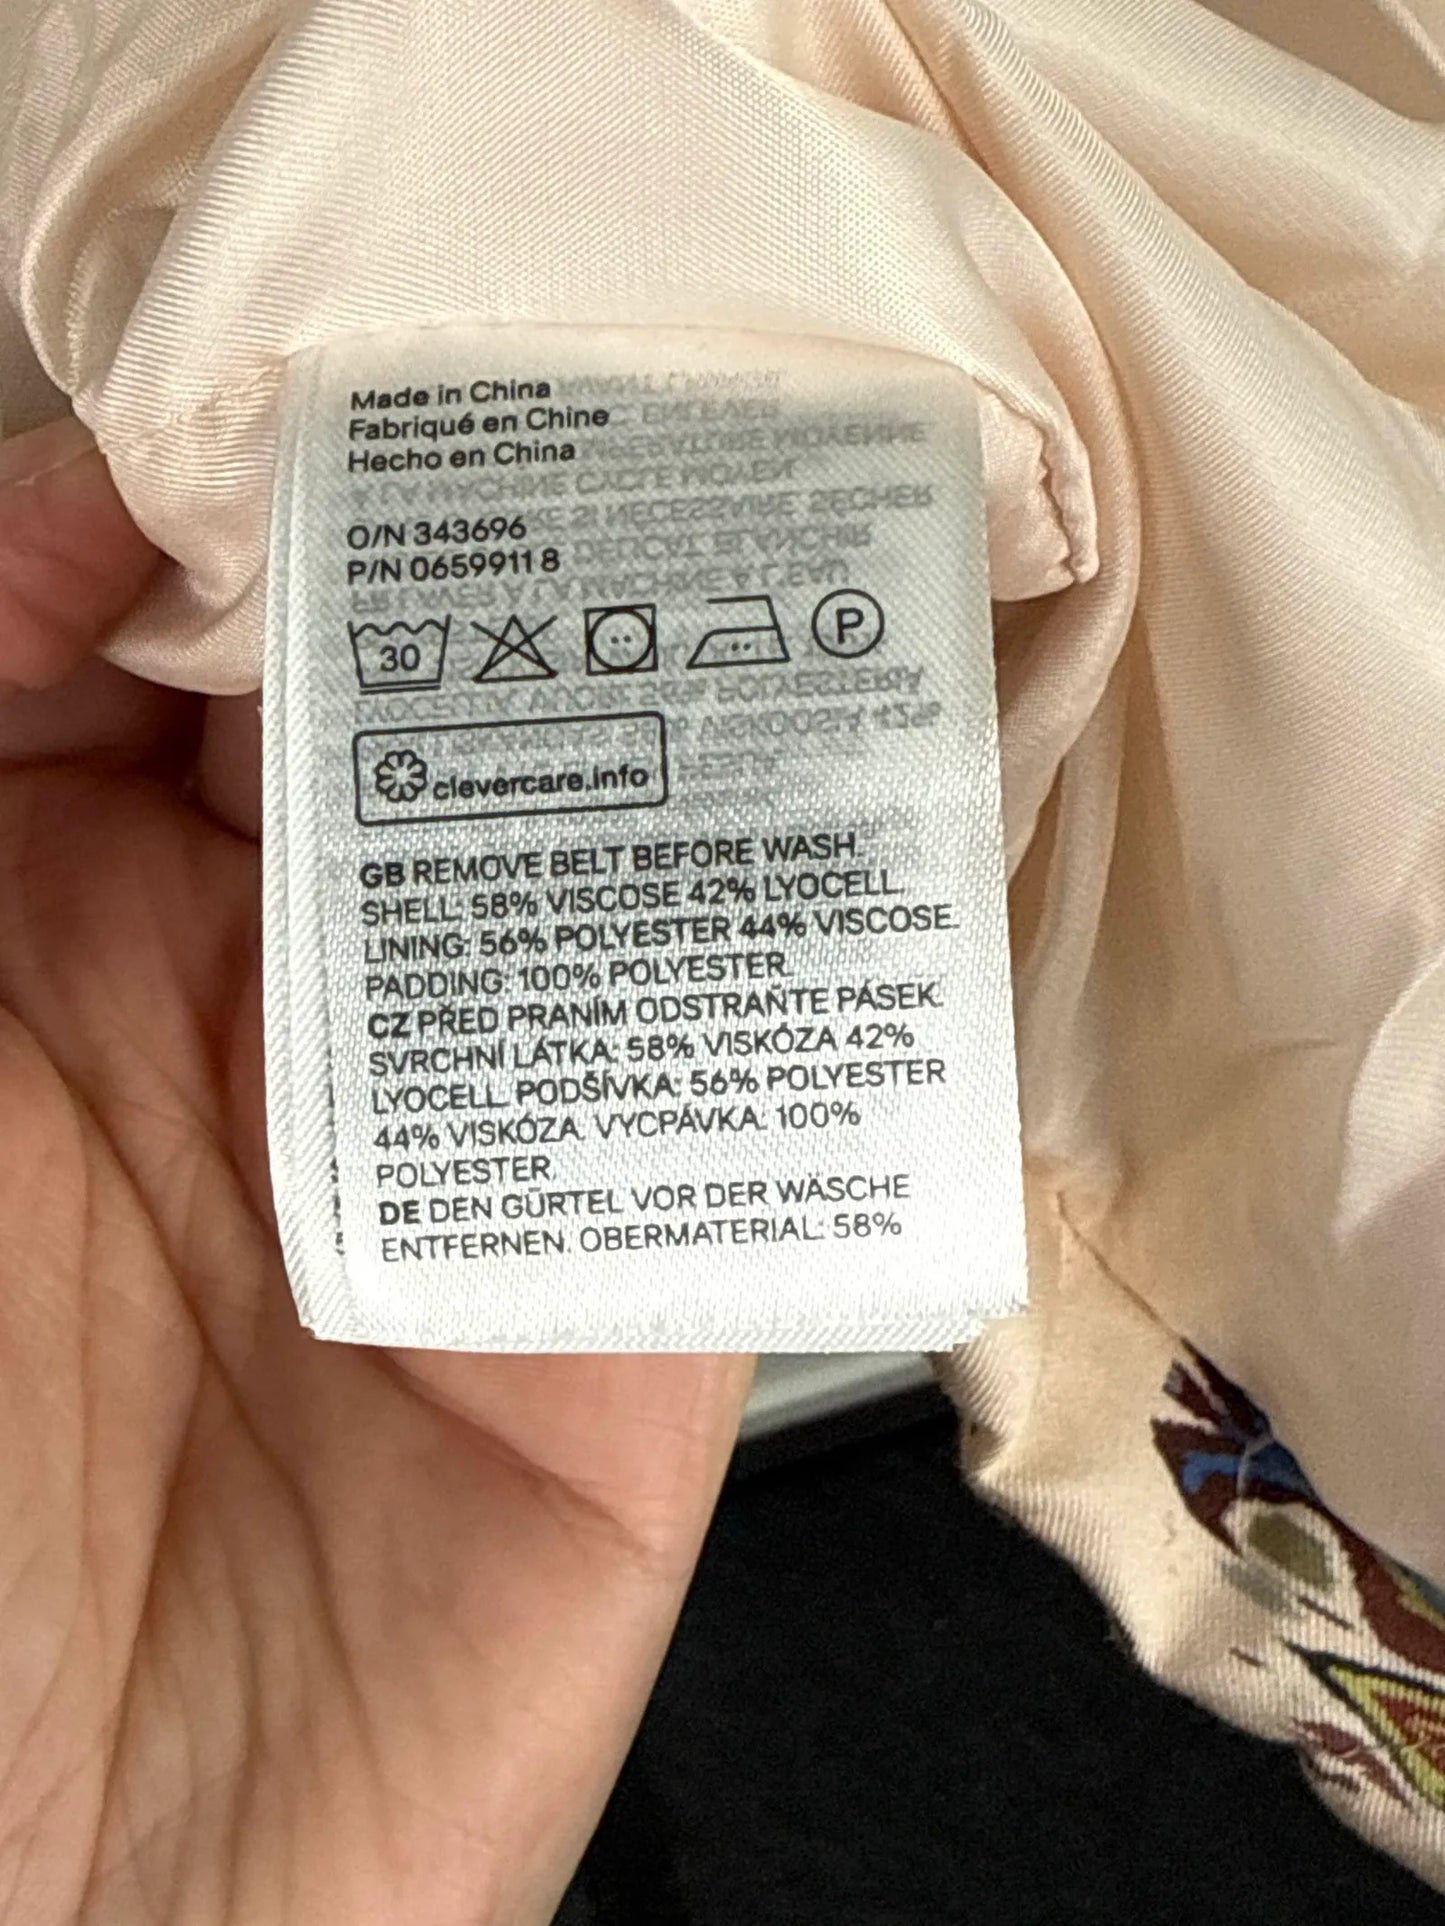 Made in China
Fabriqué en Chine
Hecho en China
O/N 343696
P/N 0659911 8
30
P
clevercare.info
GB REMOVE BELT BEFORE WASH.
SHELL: 58% VISCOSE 42% LYOCELL.
LINING: 56% POLYESTER 44% VISCOSE.
PADDING: 100% POLYESTER.
CZ PŘED PRANÍM ODSTRAŇTE PÁSEK.
SVRCHNÍ LÁTKA: 58% VISKÓZA 42%
LYOCELL. PODŠÍVKA: 56% POLYESTER
44% VISKÓZA. VYCPÁVKA: 100%
POLYESTER.
DE DEN GÜRTEL VOR DER WÄSCHE
ENTFERNEN. OBERMATERIAL: 58%